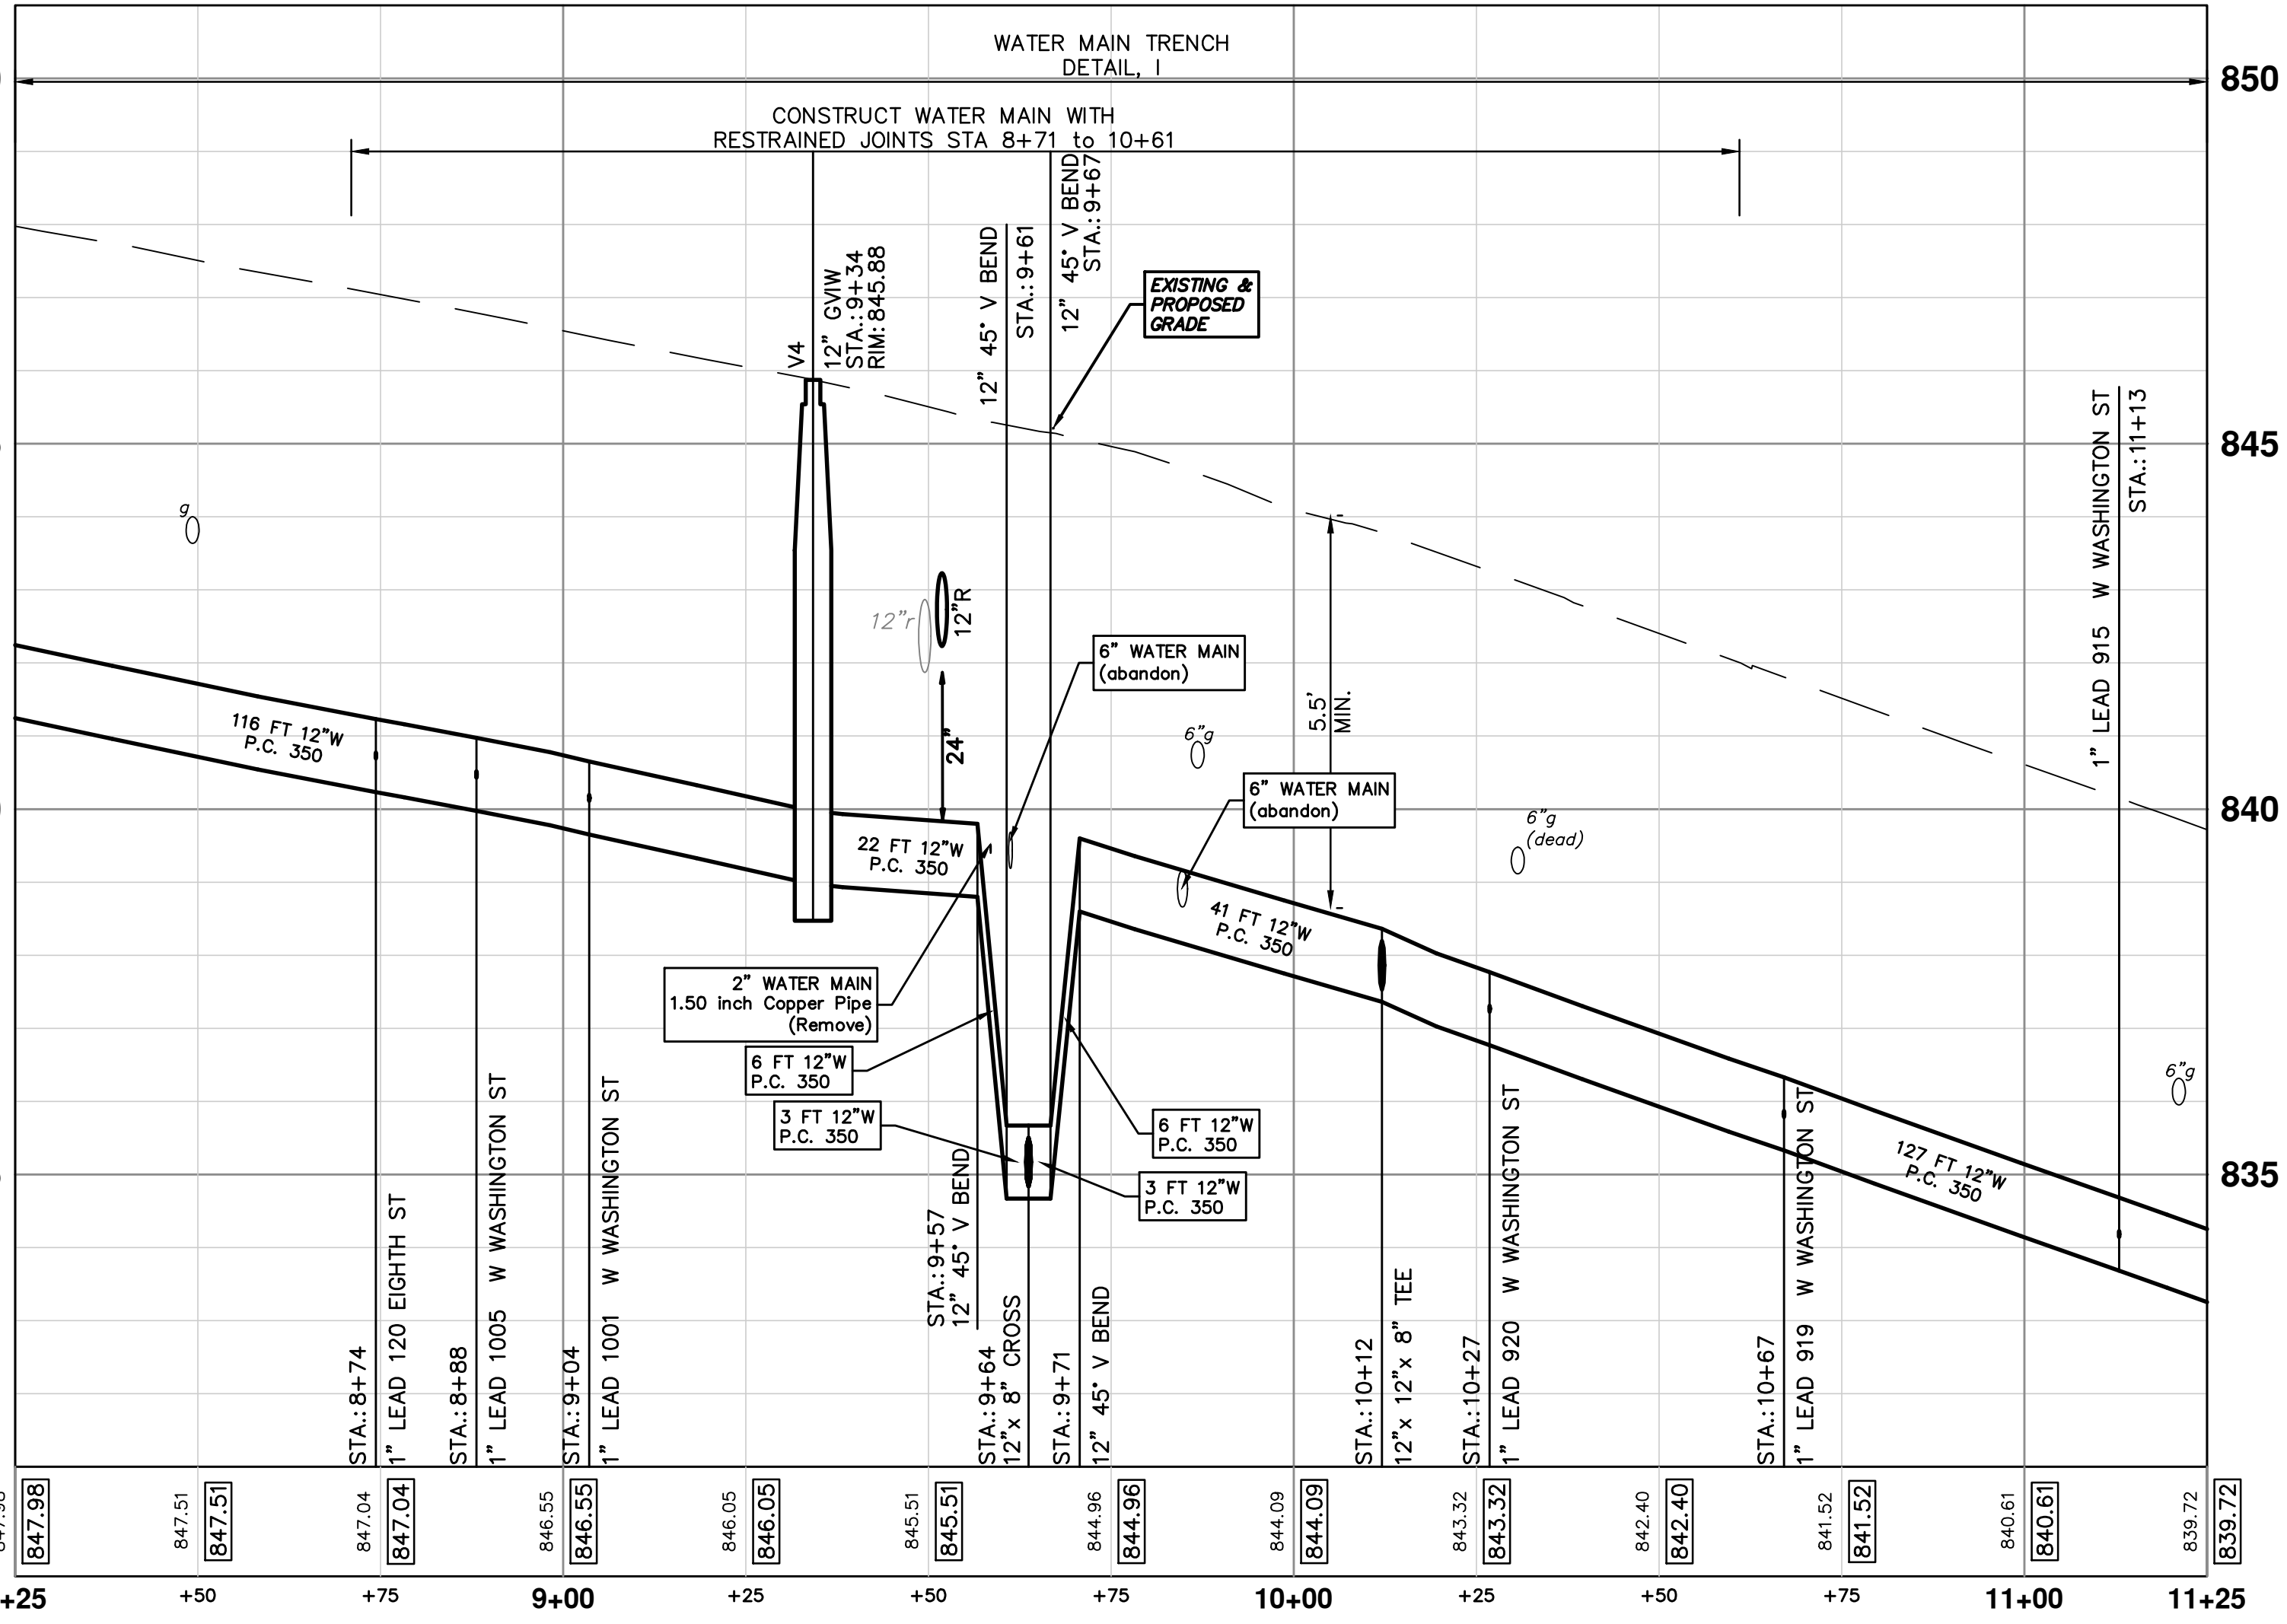 WATER MAIN TRENCH
DETAIL, I
850
CONSTRUCT WATER MAIN WITH
RESTRAINED JOINTS STA 8+71 to 10+61
V4
12" GVIW
STA.:9+34
RIM:845.88
12" 45° V BEND
STA.:9+61
12" 45° V BEND
STA.:9+67
EXISTING &
PROPOSED
GRADE
1" LEAD 915 W WASHINGTON ST
STA.:11+13
845
g
12"r
12"R
24"
6" WATER MAIN
(abandon)
6"g
5.5'
MIN.
6" WATER MAIN
(abandon)
6"g
(dead)
840
116 FT 12"W
P.C. 350
22 FT 12"W
P.C. 350
41 FT 12"W
P.C. 350
2" WATER MAIN
1.50 inch Copper Pipe
(Remove)
6 FT 12"W
P.C. 350
3 FT 12"W
P.C. 350
6 FT 12"W
P.C. 350
3 FT 12"W
P.C. 350
6"g
127 FT 12"W
P.C. 350
835
STA.:8+74
1" LEAD 120 EIGHTH ST
STA.:8+88
1" LEAD 1005 W WASHINGTON ST
STA.:9+04
1" LEAD 1001 W WASHINGTON ST
STA.:9+57
12" 45° V BEND
STA.:9+64
12"x 8" CROSS
STA.:9+71
12" 45° V BEND
STA.:10+12
12"x 12"x 8" TEE
STA.:10+27
1" LEAD 920 W WASHINGTON ST
STA.:10+67
1" LEAD 919 W WASHINGTON ST
847.98
847.98
847.51
847.51
847.04
847.04
846.55
846.55
846.05
846.05
845.51
845.51
844.96
844.96
844.09
844.09
843.32
843.32
842.40
842.40
841.52
841.52
840.61
840.61
839.72
839.72
+25
+50
+75
9+00
+25
+50
+75
10+00
+25
+50
+75
11+00
11+25